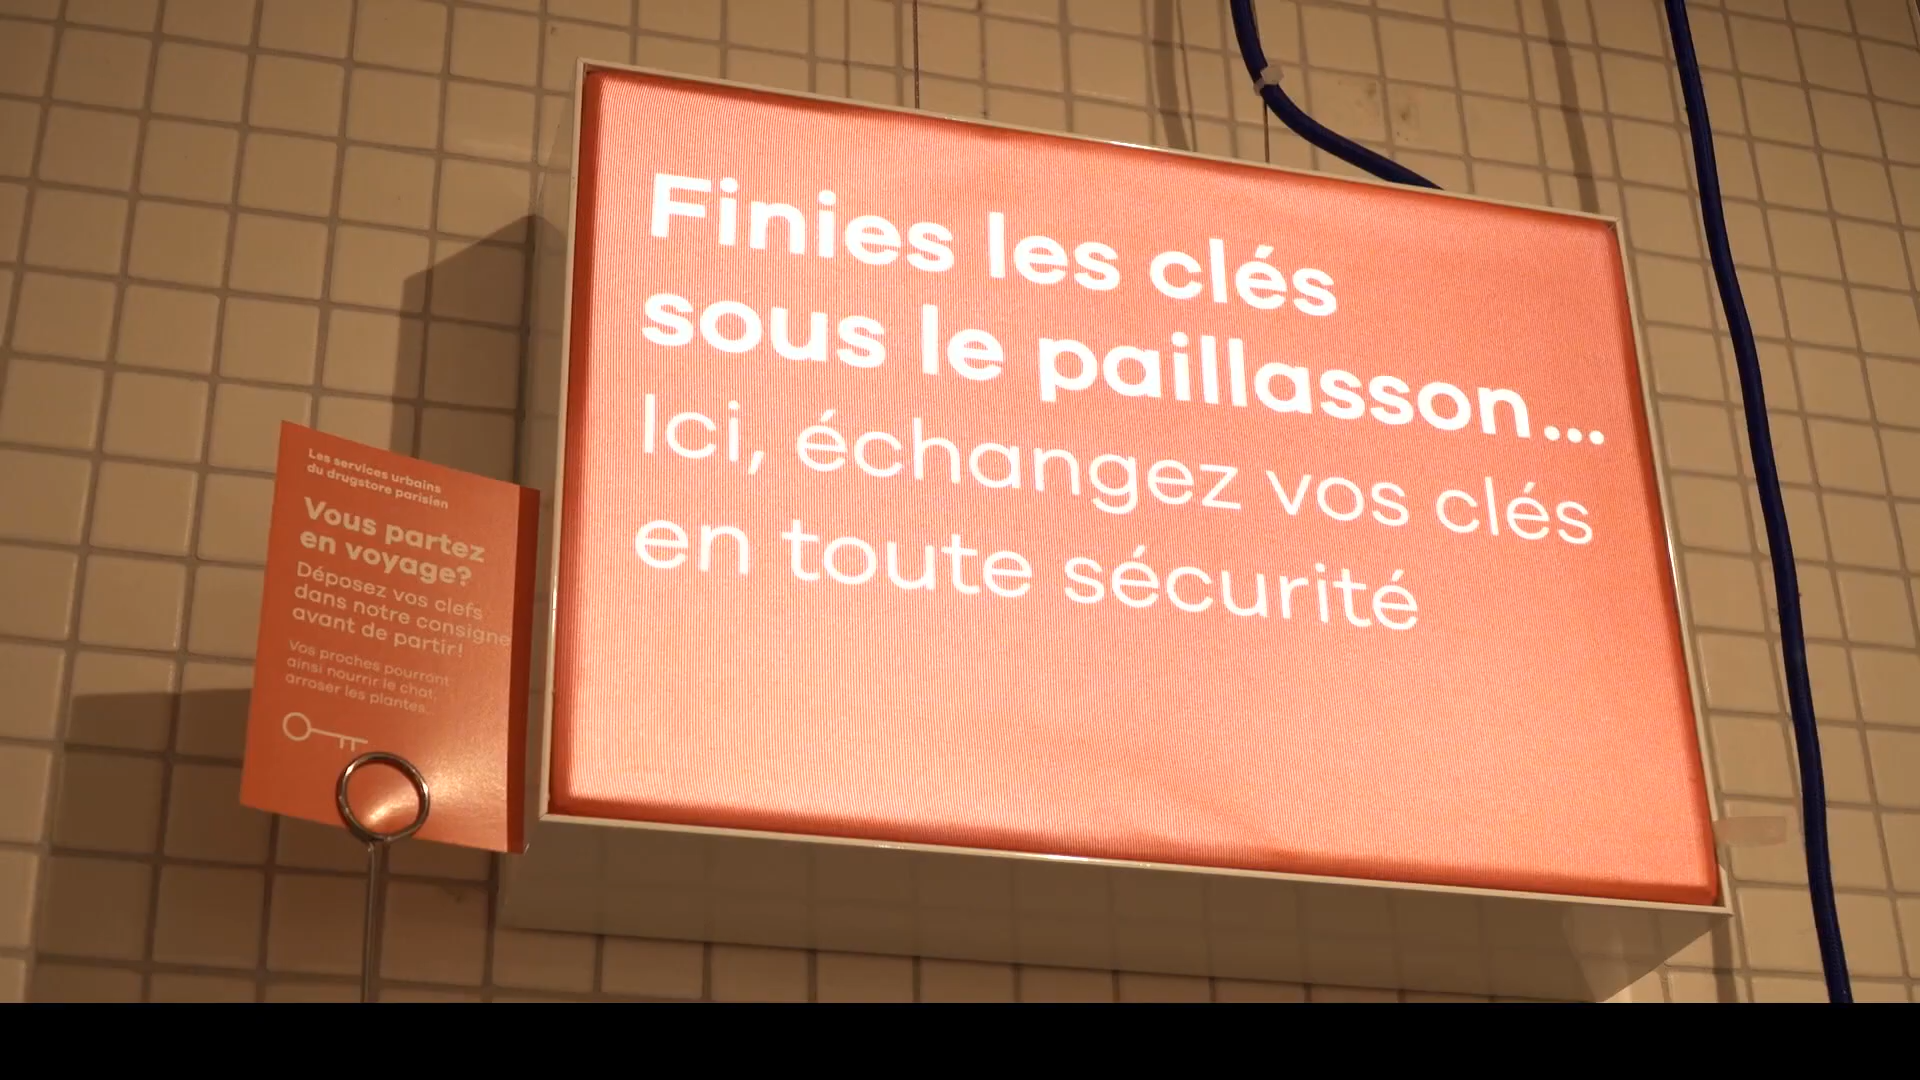 Finies les clés
sous le paillasson...
Ici, échangez vos clés
en toute sécurité
Les services urbains
du drugstore parisien
Vous partez
en voyage?
Déposez vos clefs
dans notre consigne
avant de partir!
Vos proches pourront
ainsi nourrir le chat,
arroser les plantes...